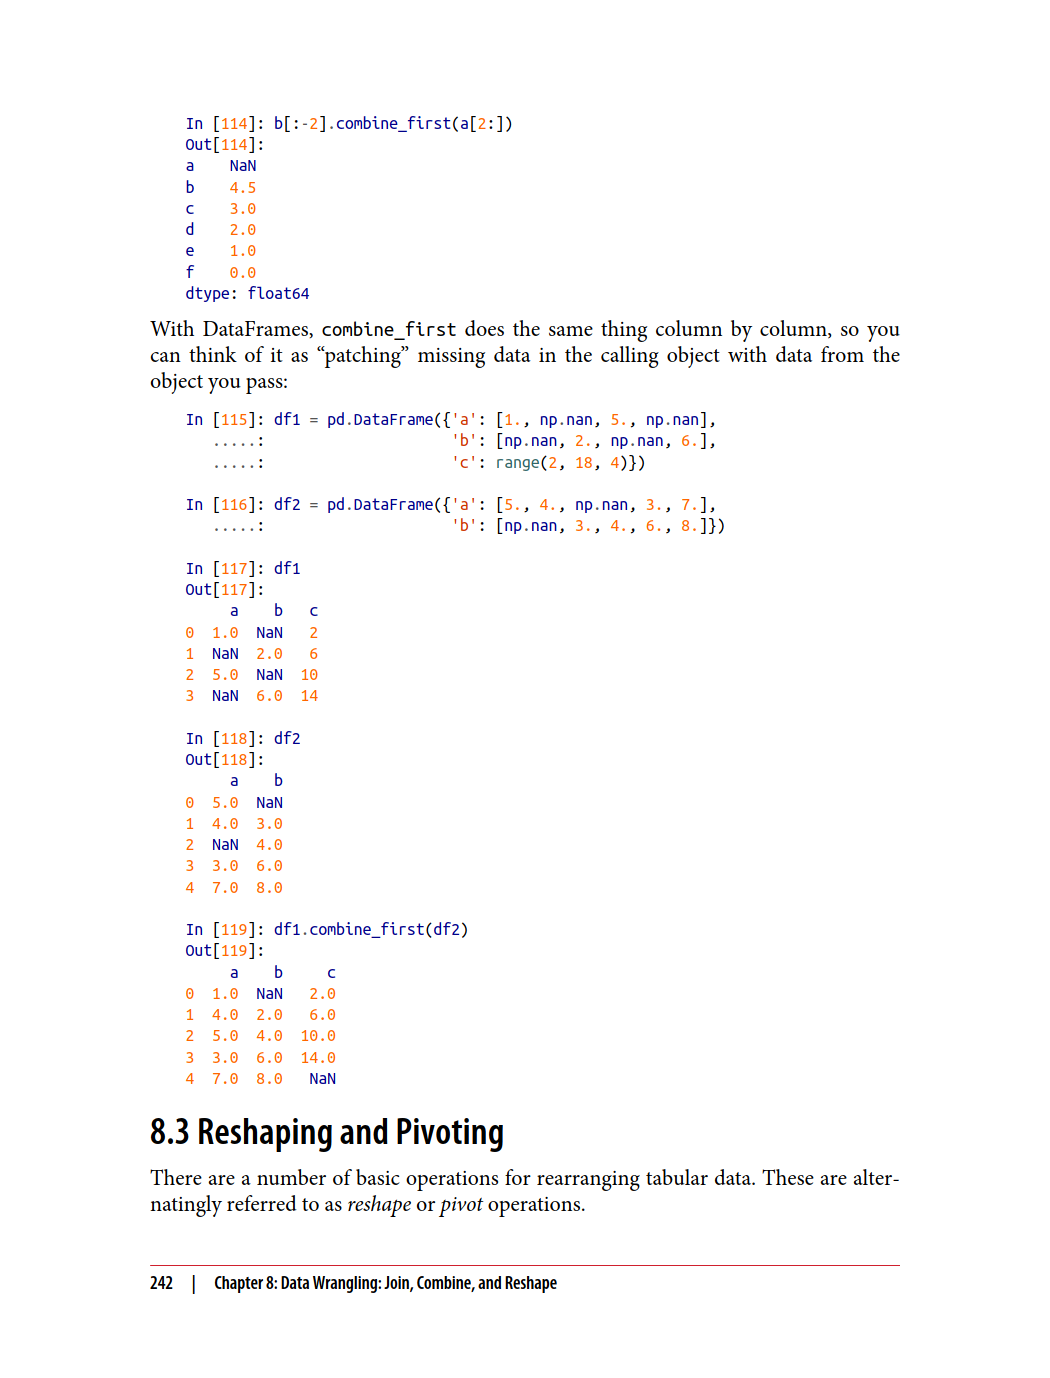 In [114]: b[:-2].combine_first(a[2:])
Out[114]:
a    NaN
b    4.5
c    3.0
d    2.0
e    1.0
f    0.0
dtype: float64
With DataFrames, combine_first does the same thing column by column, so you
can think of it as “patching” missing data in the calling object with data from the
object you pass:
In [115]: df1 = pd.DataFrame({'a': [1., np.nan, 5., np.nan],
   .....:                     'b': [np.nan, 2., np.nan, 6.],
   .....:                     'c': range(2, 18, 4)})
In [116]: df2 = pd.DataFrame({'a': [5., 4., np.nan, 3., 7.],
   .....:                     'b': [np.nan, 3., 4., 6., 8.]})
In [117]: df1
Out[117]:
     a    b   c
0  1.0  NaN   2
1  NaN  2.0   6
2  5.0  NaN  10
3  NaN  6.0  14
In [118]: df2
Out[118]:
     a    b
0  5.0  NaN
1  4.0  3.0
2  NaN  4.0
3  3.0  6.0
4  7.0  8.0
In [119]: df1.combine_first(df2)
Out[119]:
     a    b     c
0  1.0  NaN   2.0
1  4.0  2.0   6.0
2  5.0  4.0  10.0
3  3.0  6.0  14.0
4  7.0  8.0   NaN
8.3 Reshaping and Pivoting
There are a number of basic operations for rearranging tabular data. These are alter-
natingly referred to as reshape or pivot operations.
242 | Chapter 8: Data Wrangling: Join, Combine, and Reshape